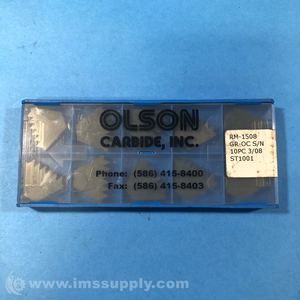 OLSON
CARBIDE, INC.
Phone: (586) 415-8400
Fax: (586) 415-8403
RM-1508
GR-OC S/N
10PC 3/08
ST1001
www.imssupply.com